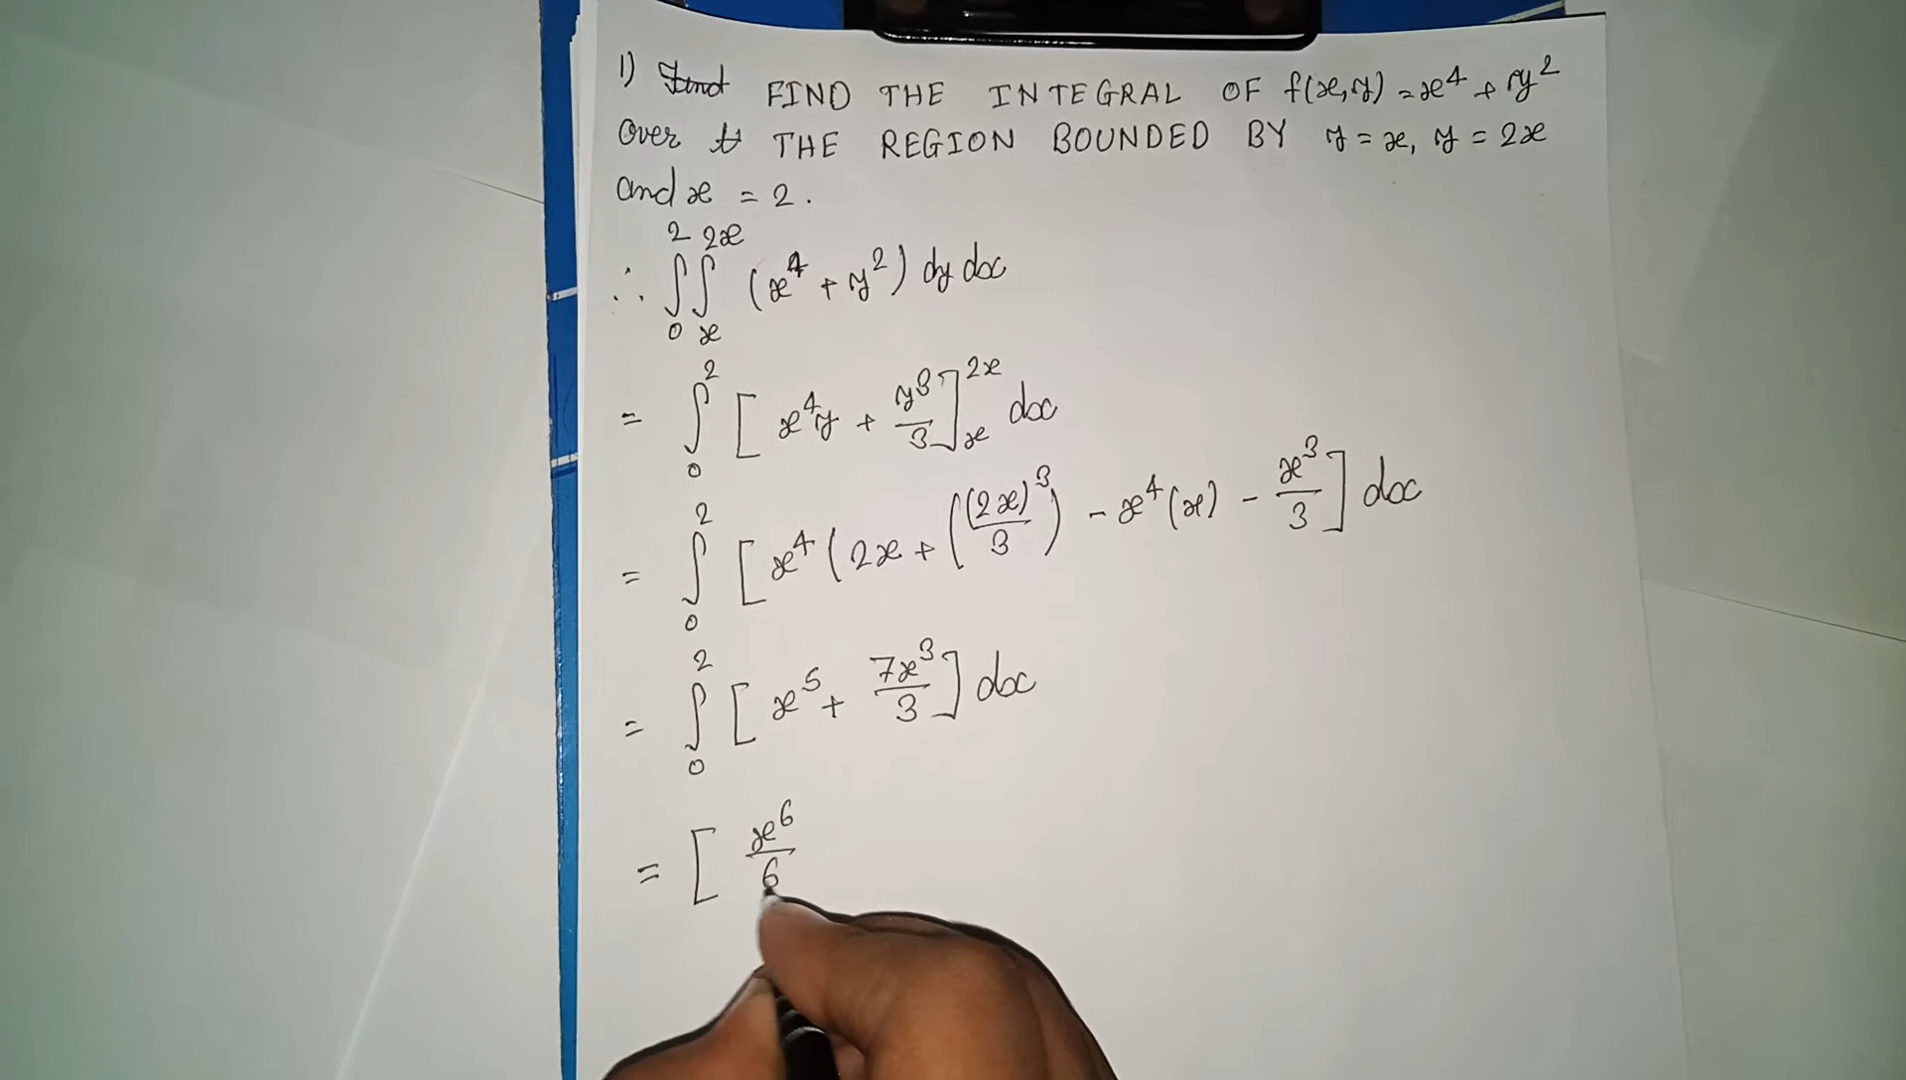 1) Find FIND THE INTEGRAL OF f(x,y) = x⁴ + y²
Over t THE REGION BOUNDED BY y = x, y = 2x
and x = 2.
∴ ∫₀² ∫ₓ²ˣ (x⁴ + y²) dy dx
= ∫₀² [x⁴y + y³/3]ₓ²ˣ dx
= ∫₀² [x⁴(2x + ((2x)³/3) - x⁴(x) - x³/3] dx
= ∫₀² [x⁵ + 7x³/3] dx
= [x⁶/6